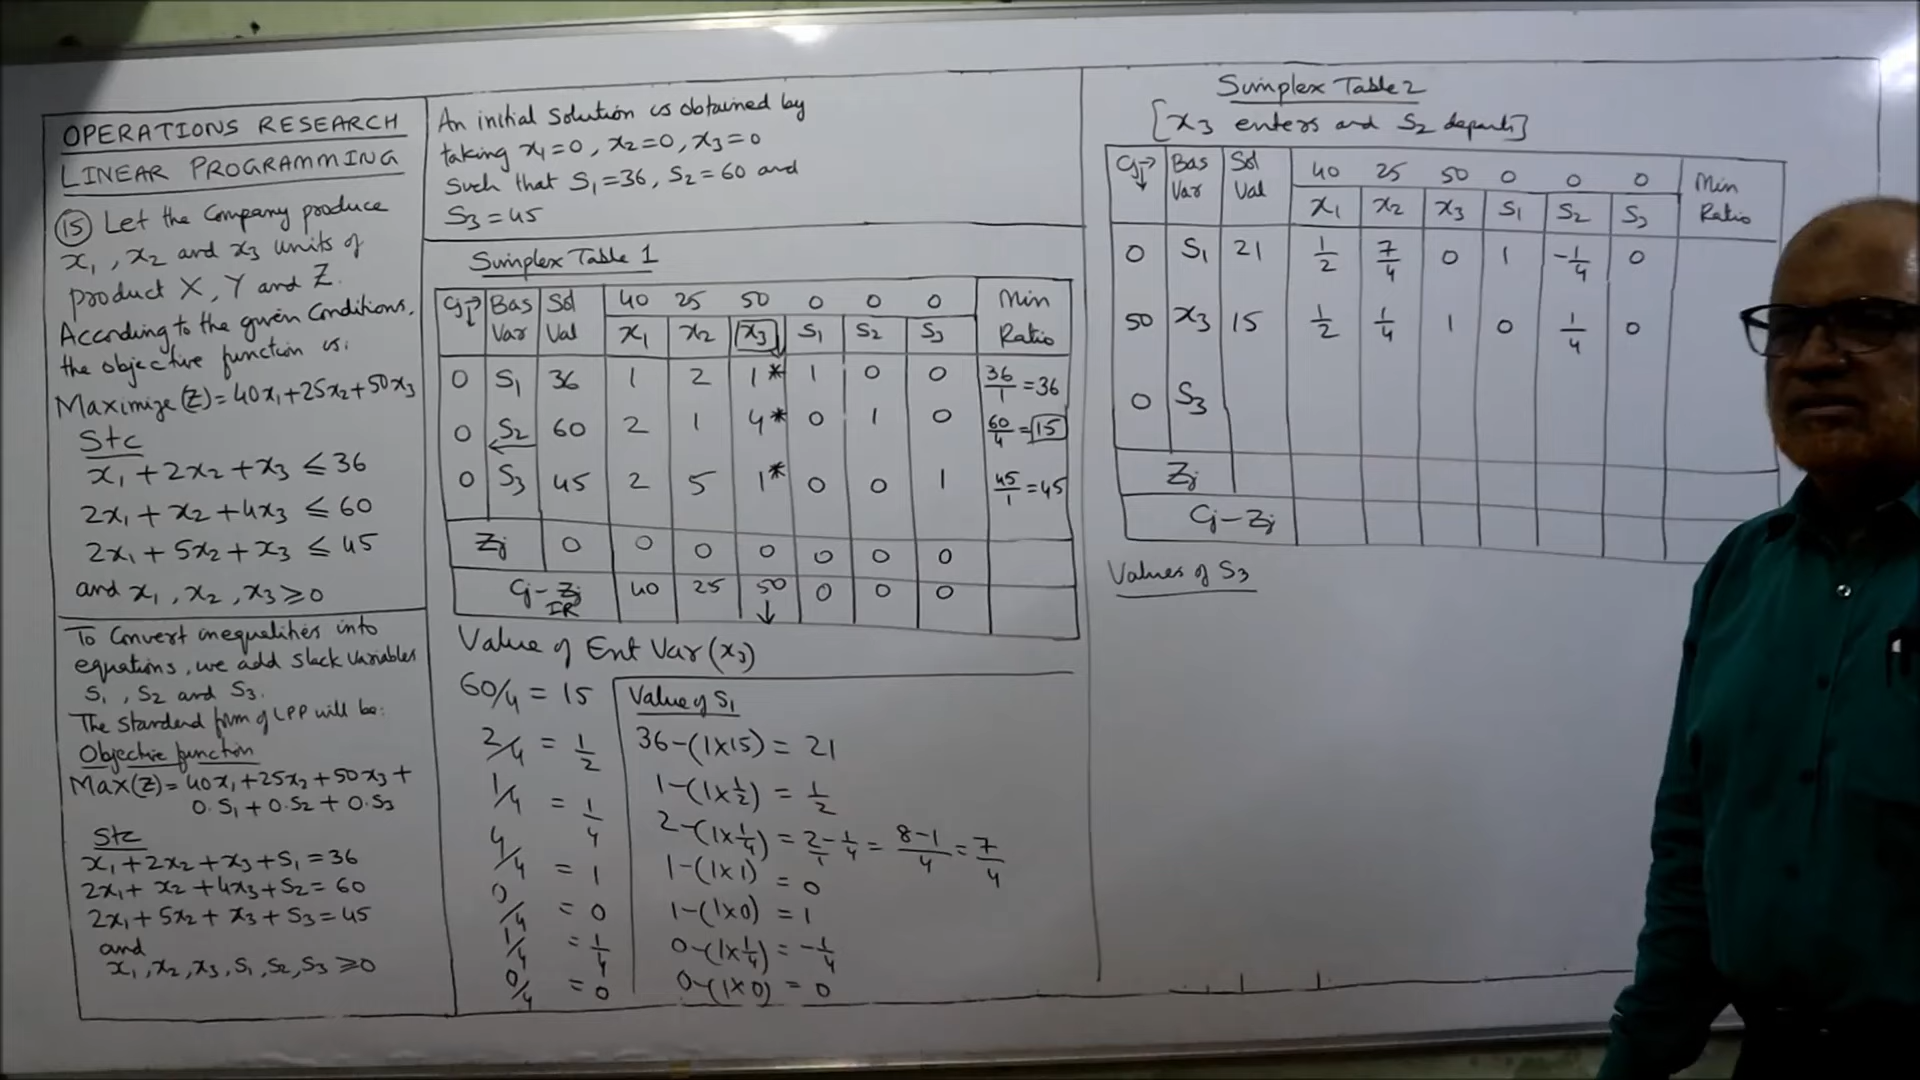 OPERATIONS RESEARCH
LINEAR PROGRAMMING
(15) Let the Company produce
x1, x2 and x3 units of
product X, Y and Z.
According to the given Conditions,
the objective function is:
Maximize (Z) = 40x1+25x2+50x3
Stc
x1 + 2x2 + x3 ≤ 36
2x1 + x2 + 4x3 ≤ 60
2x1 + 5x2 + x3 ≤ 45
and x1, x2, x3 ≥ 0
To Convert inequalities into
equations, we add slack variables
S1, S2 and S3.
The Standard form of LPP will be:
Objective function
Max(Z) = 40x1+25x2+50x3+
0.S1+0.S2+0.S3
Stc
x1+2x2+x3+S1 = 36
2x1+ x2+4x3+S2 = 60
2x1+5x2+ x3+S3 = 45
and
x1, x2, x3, S1, S2, S3 ≥ 0
An initial Solution is obtained by
taking x1=0, x2=0, x3=0
Such that S1=36, S2=60 and
S3=45
Simplex Table 1
Cj→ ↓ Bas Var Sol Val 40 25 50 0 0 0 Min Ratio
x1 x2 x3 S1 S2 S3
0 S1 36 1 2 1* 1 0 0 36/1 = 36
0 S2 60 2 1 4* 0 1 0 60/4 = 15
0 S3 45 2 5 1* 0 0 1 45/1 = 45
Zj 0 0 0 0 0 0 0
Cj-Zj IR 40 25 50 0 0 0
Value of Ent Var (x3)
60/4 = 15
2/4 = 1/2
1/4 = 1/4
4/4 = 1
0/4 = 0
1/4 = 1/4
0/4 = 0
Value of S1
36-(1x15) = 21
1-(1x1/2) = 1/2
2-(1x1/4) = 2/1-1/4 = 8-1/4 = 7/4
1-(1x1) = 0
1-(1x0) = 1
0-(1x1/4) = -1/4
0-(1x0) = 0
Simplex Table 2
[x3 enters and S2 departs]
Cj→ ↓ Bas Var Sol Val 40 25 50 0 0 0 Min Ratio
x1 x2 x3 S1 S2 S3
0 S1 21 1/2 7/4 0 1 -1/4 0
50 x3 15 1/2 1/4 1 0 1/4 0
0 S3
Zj
Cj-Zj
Values of S3